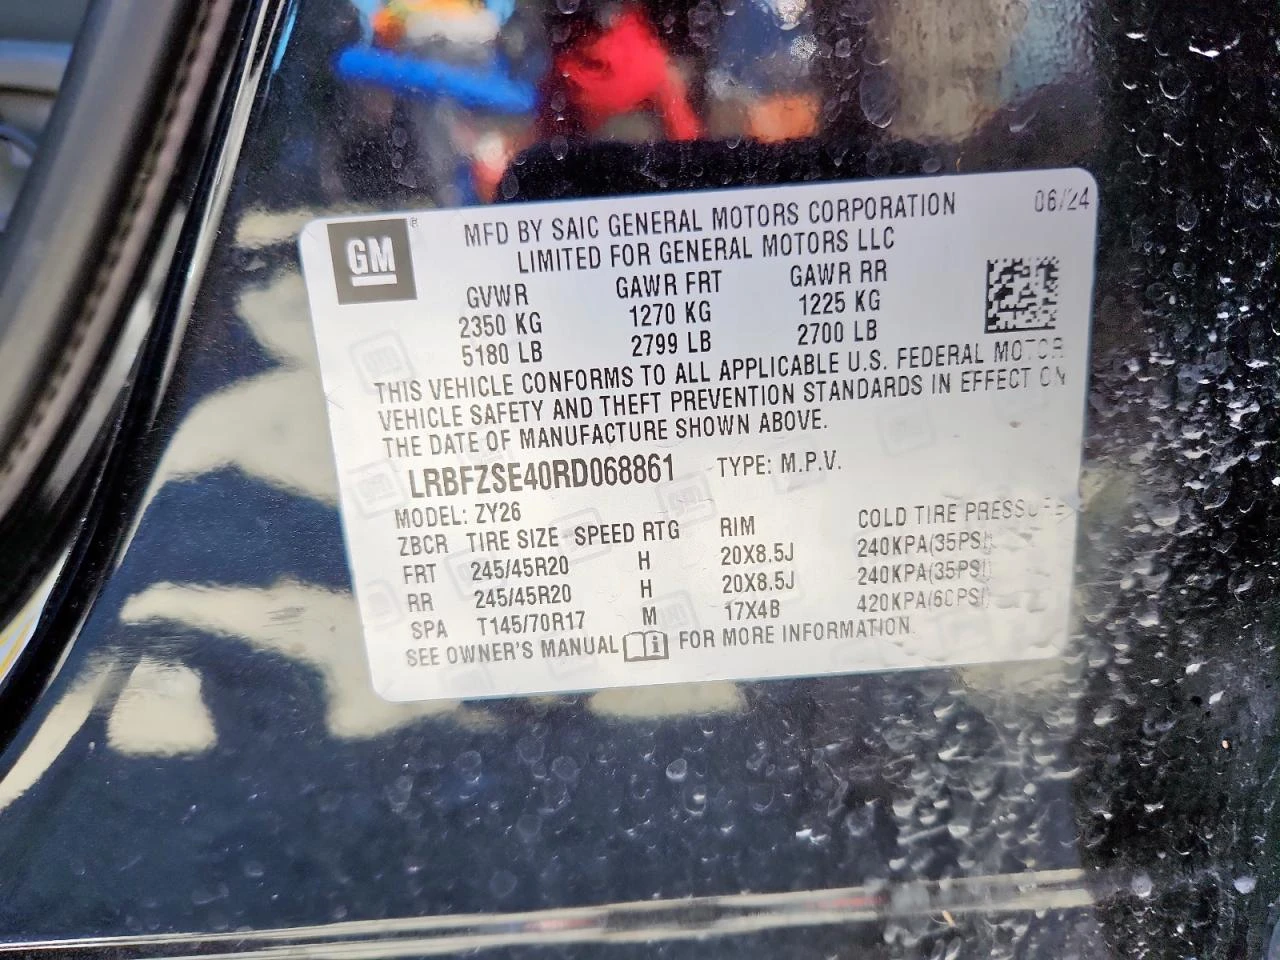 GM ®
MFD BY SAIC GENERAL MOTORS CORPORATION 06/24
LIMITED FOR GENERAL MOTORS LLC
GVWR GAWR FRT GAWR RR
2350 KG 1270 KG 1225 KG
5180 LB 2799 LB 2700 LB
THIS VEHICLE CONFORMS TO ALL APPLICABLE U.S. FEDERAL MOTOR
VEHICLE SAFETY AND THEFT PREVENTION STANDARDS IN EFFECT ON
THE DATE OF MANUFACTURE SHOWN ABOVE.
LRBFZSE40RD068861 TYPE: M.P.V.
MODEL: ZY26
ZBCR TIRE SIZE SPEED RTG RIM COLD TIRE PRESSURE
FRT 245/45R20 H 20X8.5J 240KPA(35PSI)
RR 245/45R20 H 20X8.5J 240KPA(35PSI)
SPA T145/70R17 M 17X4B 420KPA(60PSI)
SEE OWNER'S MANUAL FOR MORE INFORMATION.